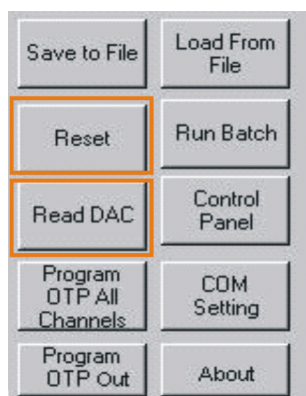 Save to File
Load From
File
Reset
Run Batch
Read DAC
Control
Panel
Program
OTP All
Channels
COM
Setting
Program
OTP Out
About